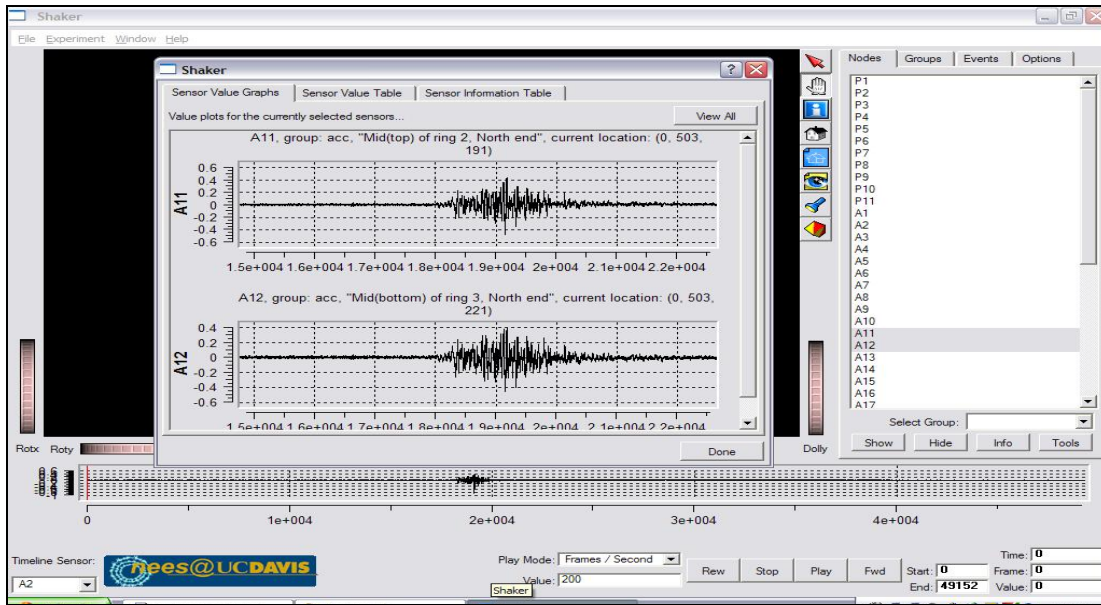 Shaker
File Experiment Window Help
Shaker
Sensor Value Graphs Sensor Value Table Sensor Information Table
Value plots for the currently selected sensors...
View All
A11, group: acc, "Mid(top) of ring 2, North end", current location: (0, 503,
191)
0.6
0.4
0.2
0
-0.2
-0.4
-0.6
A11
1.5e+004 1.6e+004 1.7e+004 1.8e+004 1.9e+004 2e+004 2.1e+004 2.2e+004
A12, group: acc, "Mid(bottom) of ring 3, North end", current location: (0, 503,
221)
0.4
0.2
0
-0.2
-0.4
-0.6
A12
1.5e+004 1.6e+004 1.7e+004 1.8e+004 1.9e+004 2e+004 2.1e+004 2.2e+004
Done
Nodes Groups Events Options
P1
P2
P3
P4
P5
P6
P7
P8
P9
P10
P11
A1
A2
A3
A4
A5
A6
A7
A8
A9
A10
A11
A12
A13
A14
A15
A16
A17
Select Group:
Show Hide Info Tools
Rotx Roty
Dolly
0 1e+004 2e+004 3e+004 4e+004
Timeline Sensor:
A2
nees@UCDAVIS
Play Mode: Frames / Second
Value: 200
Shaker
Rew Stop Play Fwd
Start: 0
End: 49152
Time: 0
Frame: 0
Value: 0